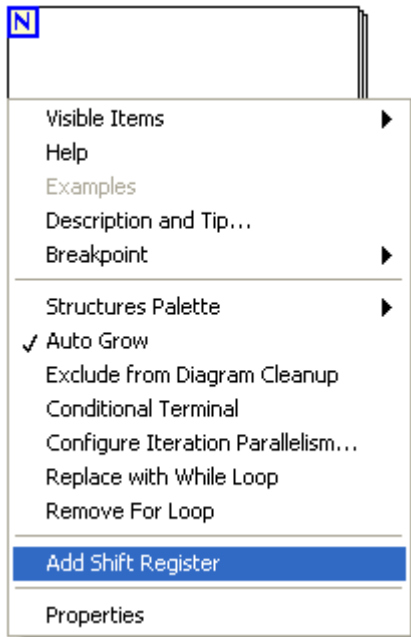 N
Visible Items
Help
Examples
Description and Tip...
Breakpoint
Structures Palette
Auto Grow
Exclude from Diagram Cleanup
Conditional Terminal
Configure Iteration Parallelism...
Replace with While Loop
Remove For Loop
Add Shift Register
Properties